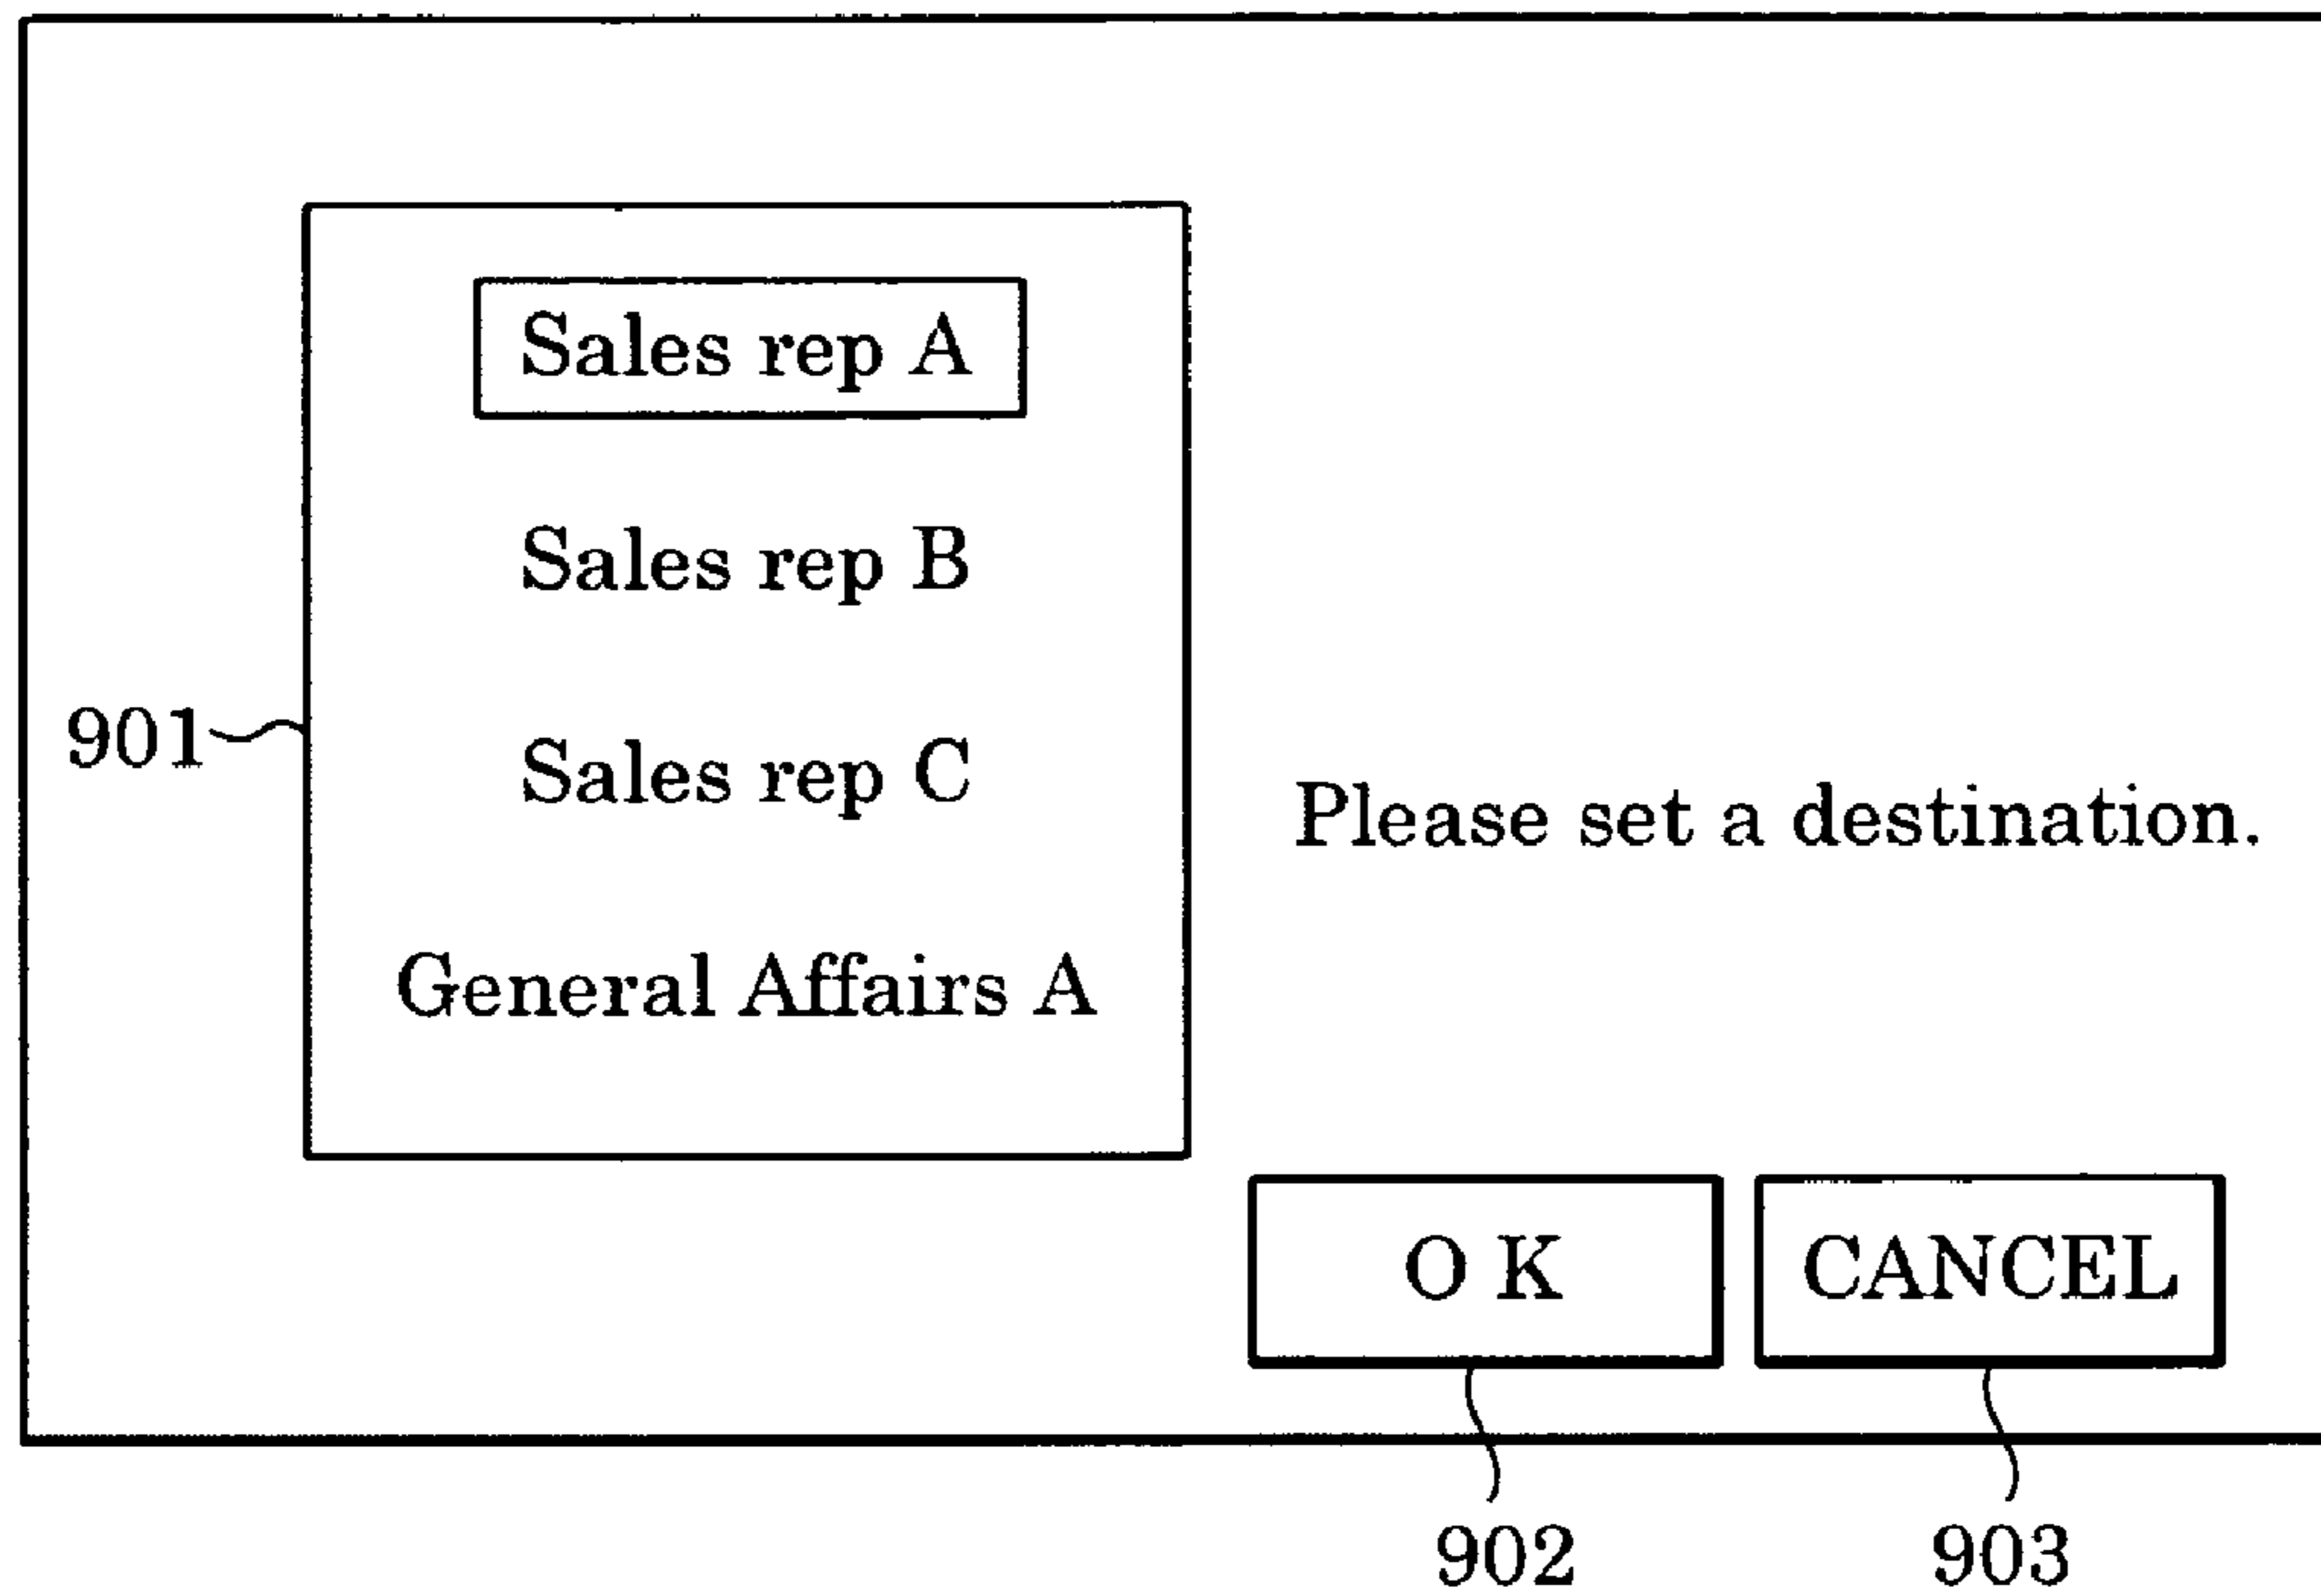 Sales rep A
Sales rep B
901
Sales rep C
Please set a destination.
General Affairs A
O K
CANCEL
902
903